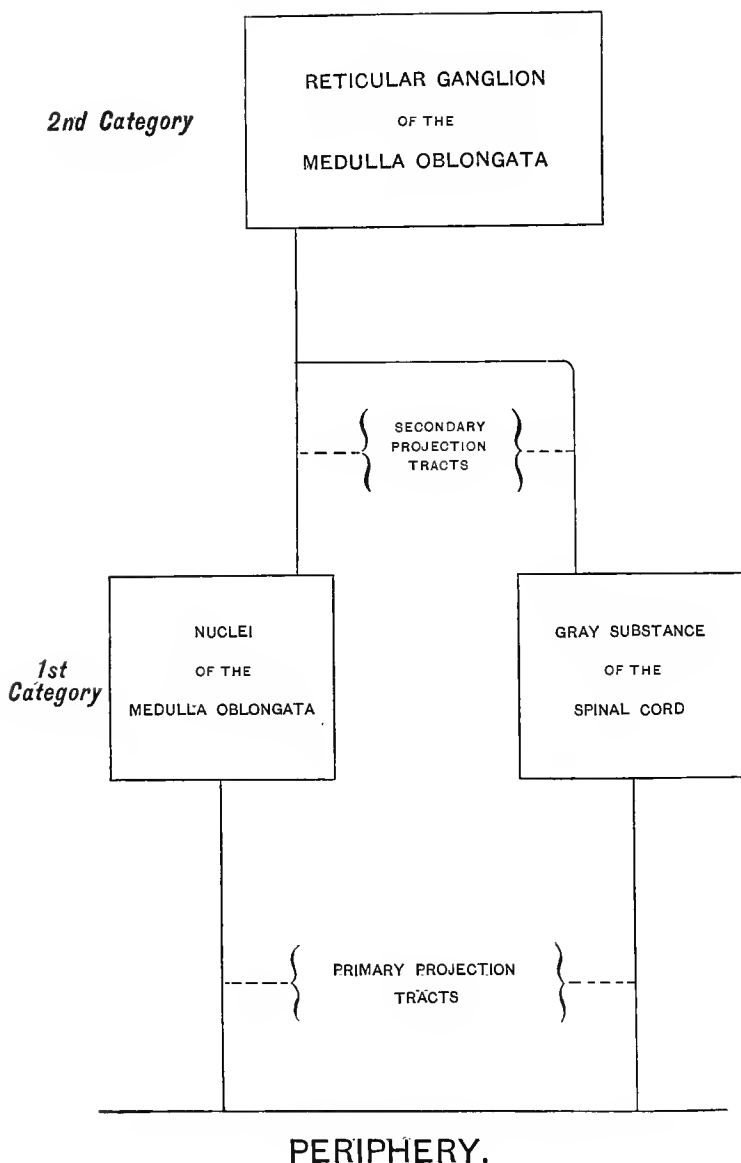 RETICULAR GANGLION
OF THE
MEDULLA OBLONGATA
2nd Category
SECONDARY
PROJECTION
TRACTS
NUCLEI
OF THE
MEDULLA OBLONGATA
1st
Category
GRAY SUBSTANCE
OF THE
SPINAL CORD
PRIMARY PROJECTION
TRACTS
PERIPHERY.